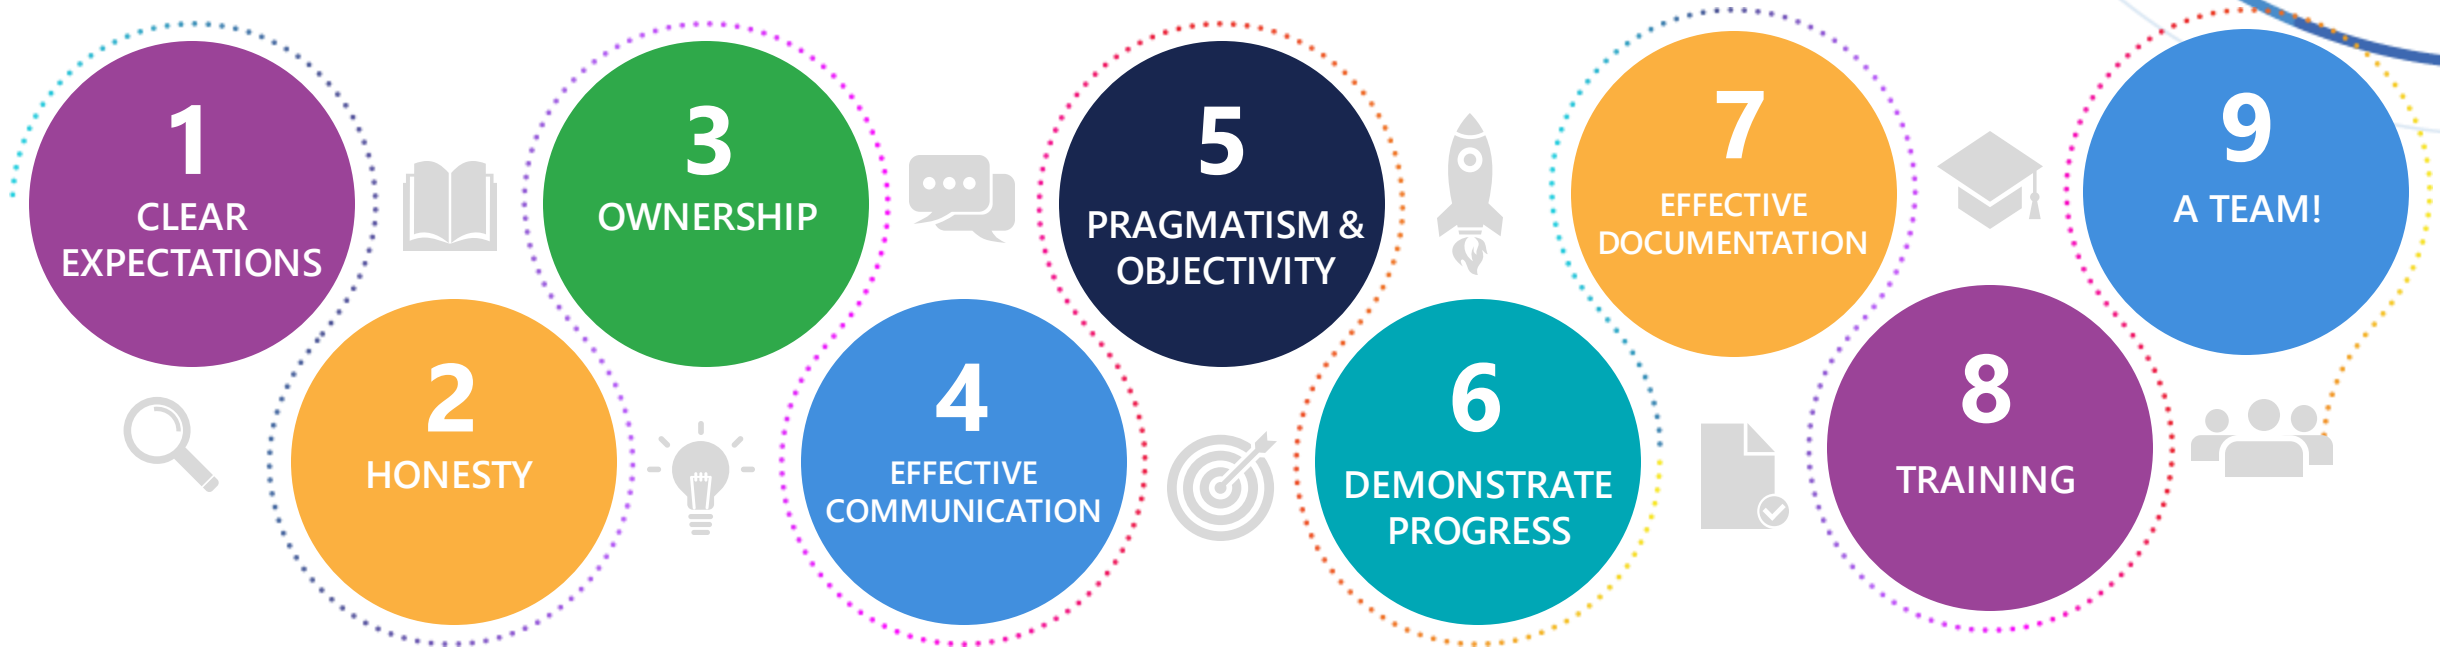 1
CLEAR
EXPECTATIONS
2
HONESTY
3
OWNERSHIP
4
EFFECTIVE
COMMUNICATION
5
PRAGMATISM &
OBJECTIVITY
6
DEMONSTRATE
PROGRESS
7
EFFECTIVE
DOCUMENTATION
8
TRAINING
9
A TEAM!